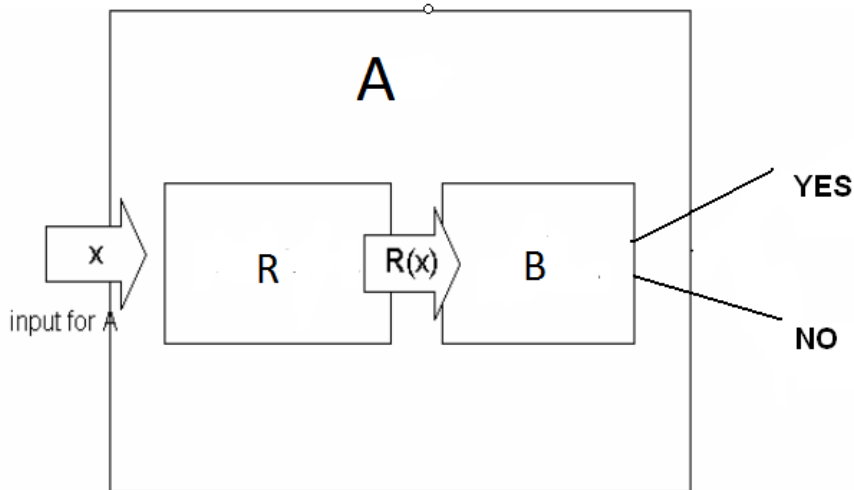 A
YES
x
R
R(x)
B
input for A
NO